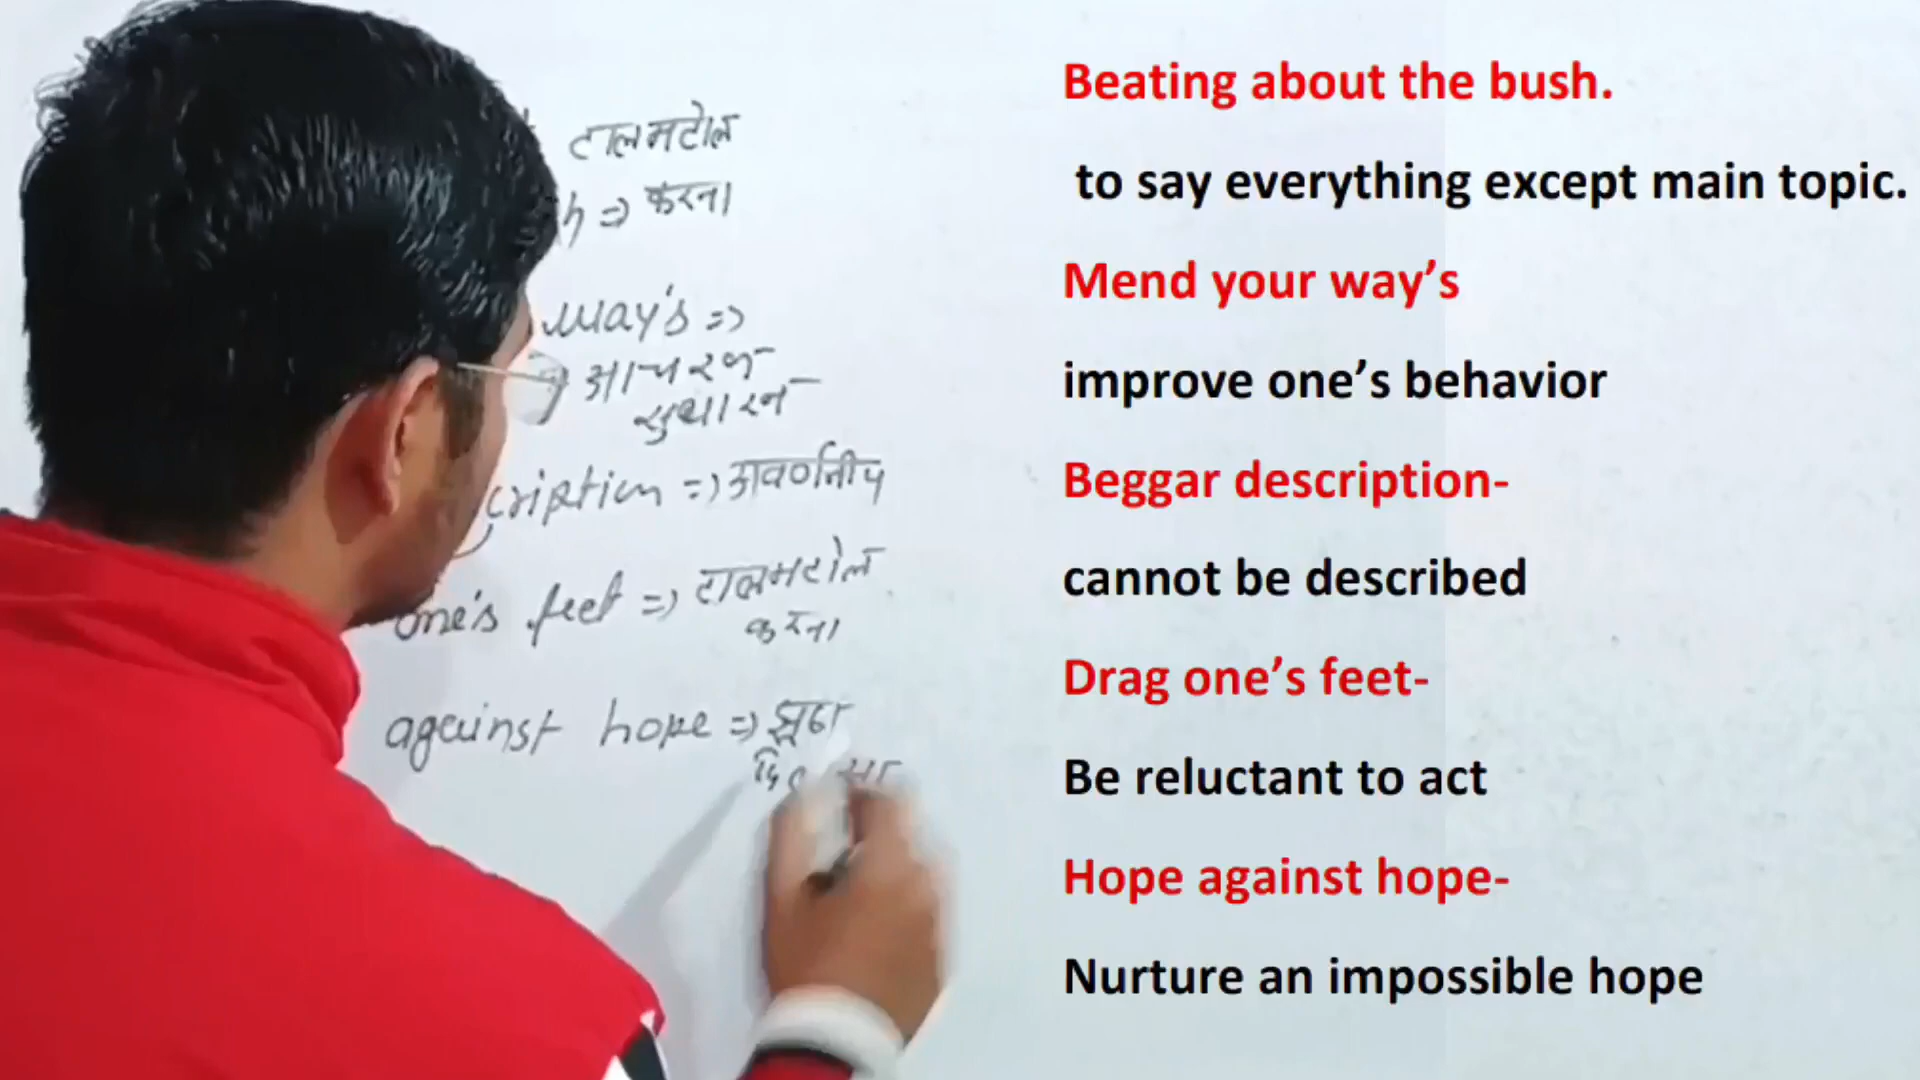 टालमटोल
h => करना
way's =>
आचरण
सुधारन
cription => अवर्णनीय
one's feet => टालमटोल
करना
against hope => झूठा
Beating about the bush.
to say everything except main topic.
Mend your way’s
improve one’s behavior
Beggar description-
cannot be described
Drag one’s feet-
Be reluctant to act
Hope against hope-
Nurture an impossible hope